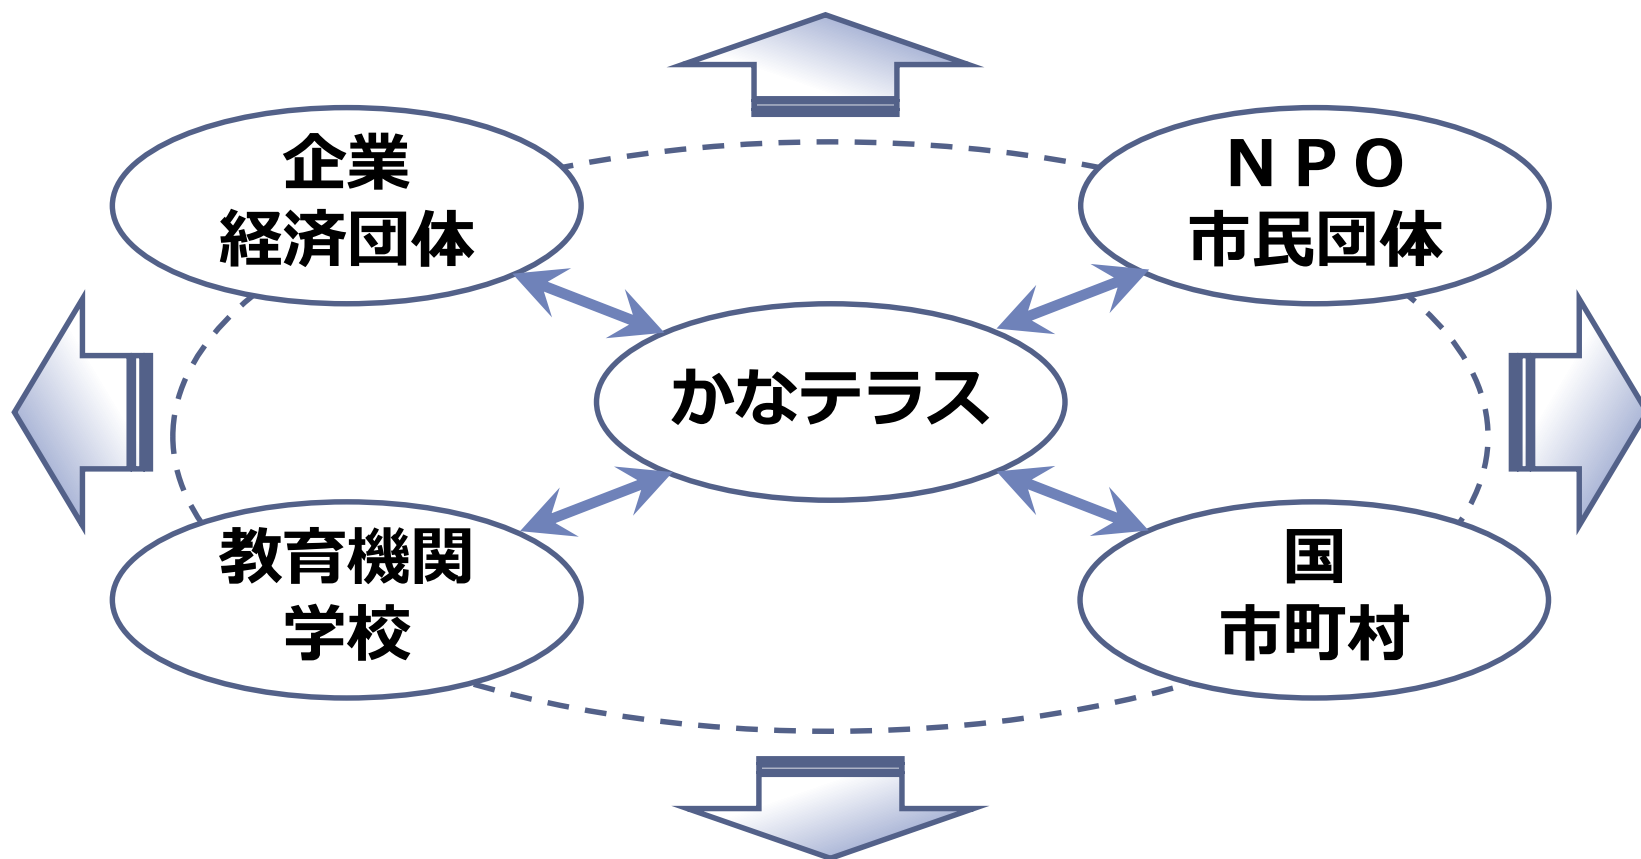 企業
経済団体
ＮＰＯ
市民団体
かなテラス
教育機関
学校
国
市町村